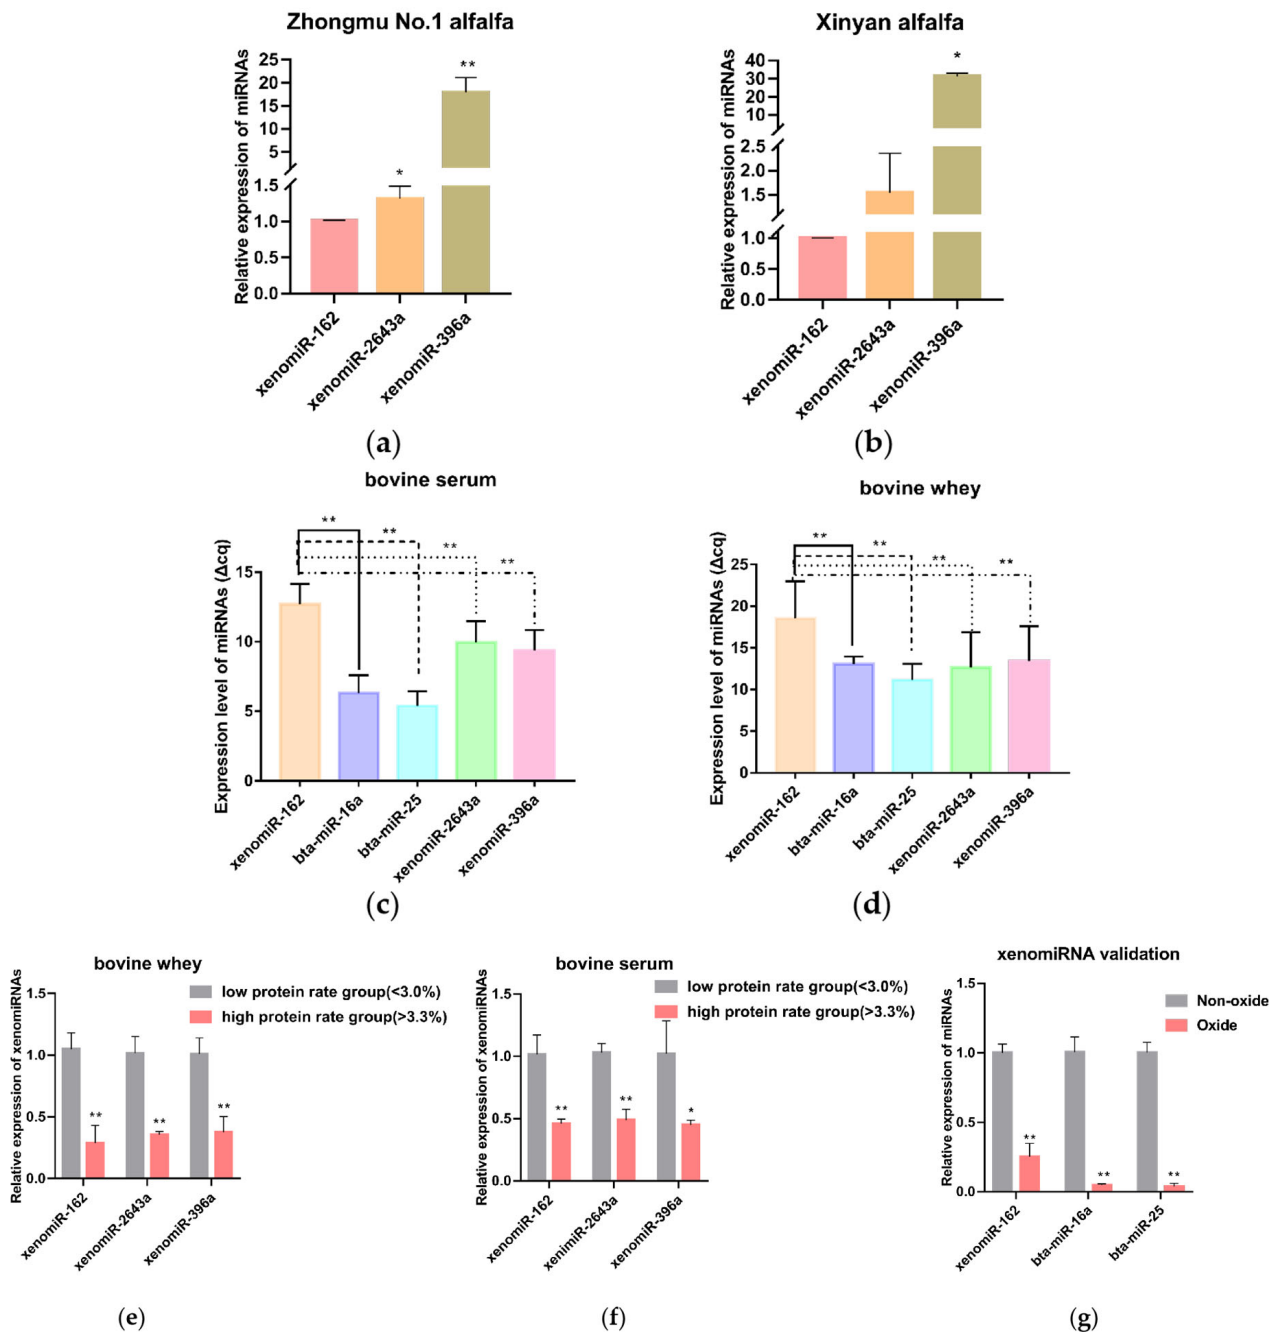 Zhongmu No.1 alfalfa
Relative expression of miRNAs
25
20
15
10
5
1.5
1.0
0.5
0.0
*
**
xenomiR-162
xenomiR-2643a
xenomiR-396a
(a)
Xinyan alfalfa
Relative expression of miRNAs
40
30
20
10
2.5
2.0
1.5
1.0
0.5
0.0
*
xenomiR-162
xenomiR-2643a
xenomiR-396a
(b)
bovine serum
Expression level of miRNAs (Δcq)
15
10
5
0
**
**
**
**
xenomiR-162
bta-miR-16a
bta-miR-25
xenomiR-2643a
xenomiR-396a
(c)
bovine whey
Expression level of miRNAs (Δcq)
25
20
15
10
5
0
**
**
**
**
xenomiR-162
bta-miR-16a
bta-miR-25
xenomiR-2643a
xenomiR-396a
(d)
bovine whey
low protein rate group(<3.0%)
high protein rate group(>3.3%)
Relative expression of xenomiRNAs
1.5
1.0
0.5
0.0
**
**
**
xenomiR-162
xenomiR-2643a
xenomiR-396a
(e)
bovine serum
low protein rate group(<3.0%)
high protein rate group(>3.3%)
Relative expression of xenomiRNAs
1.5
1.0
0.5
0.0
**
**
*
xenomiR-162
xenimiR-2643a
xenomiR-396a
(f)
xenomiRNA validation
Non-oxide
Oxide
Relative expression of miRNAs
1.5
1.0
0.5
0.0
**
**
**
xenomiR-162
bta-miR-16a
bta-miR-25
(g)